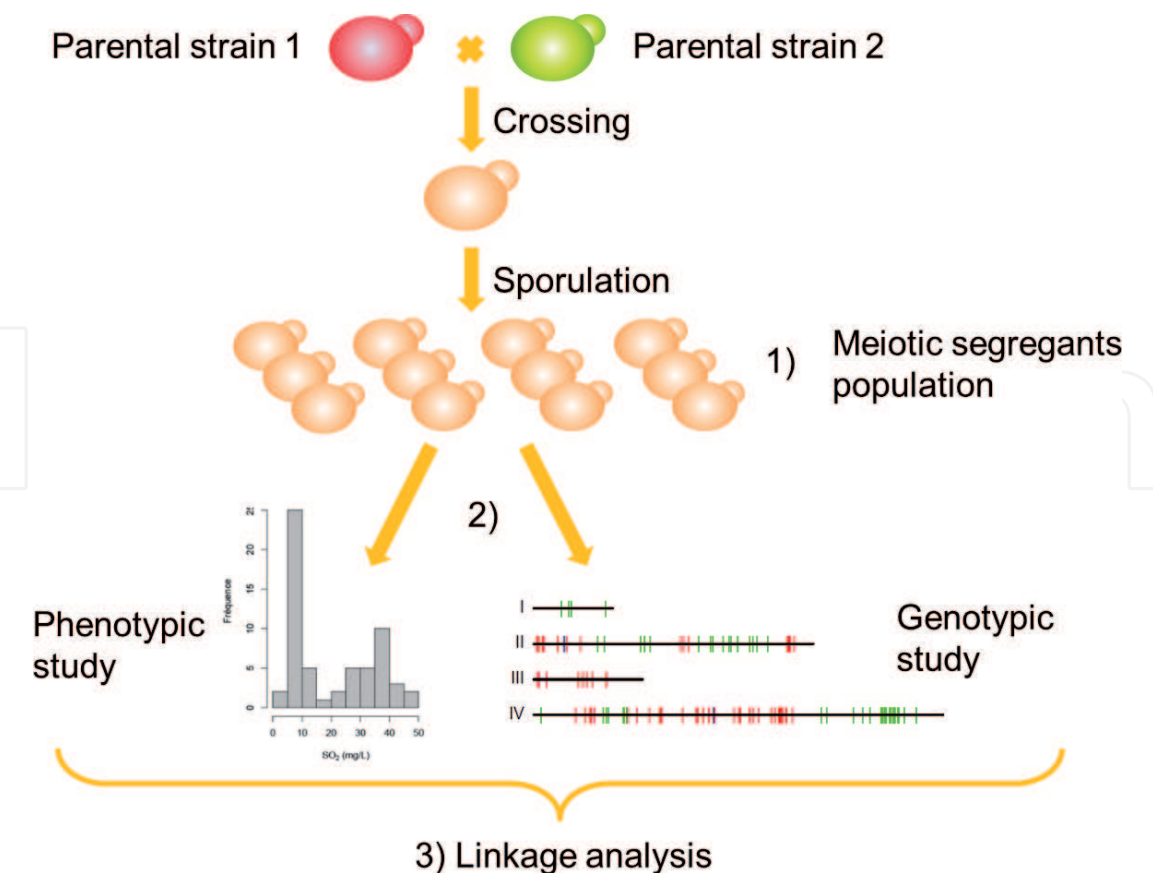 Parental strain 1
Parental strain 2
Crossing
Sporulation
1)
Meiotic segregants
population
2)
Phenotypic
study
Fréquence
0 5 10 15 20 25
0 10 20 30 40 50
SO₂ (mg/L)
I
II
III
IV
Genotypic
study
3) Linkage analysis